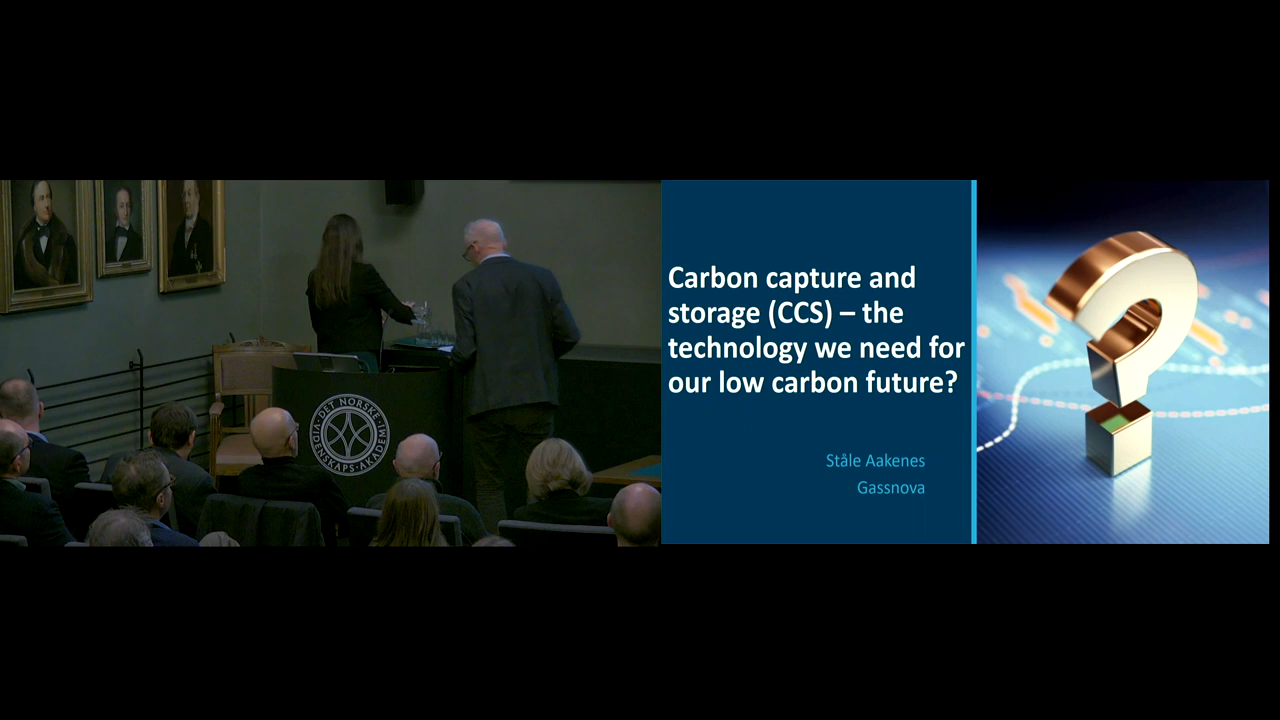 DET NORSKE
VIDENSKAPS-AKADEMI
Carbon capture and
storage (CCS) – the
technology we need for
our low carbon future?
Ståle Aakenes
Gassnova